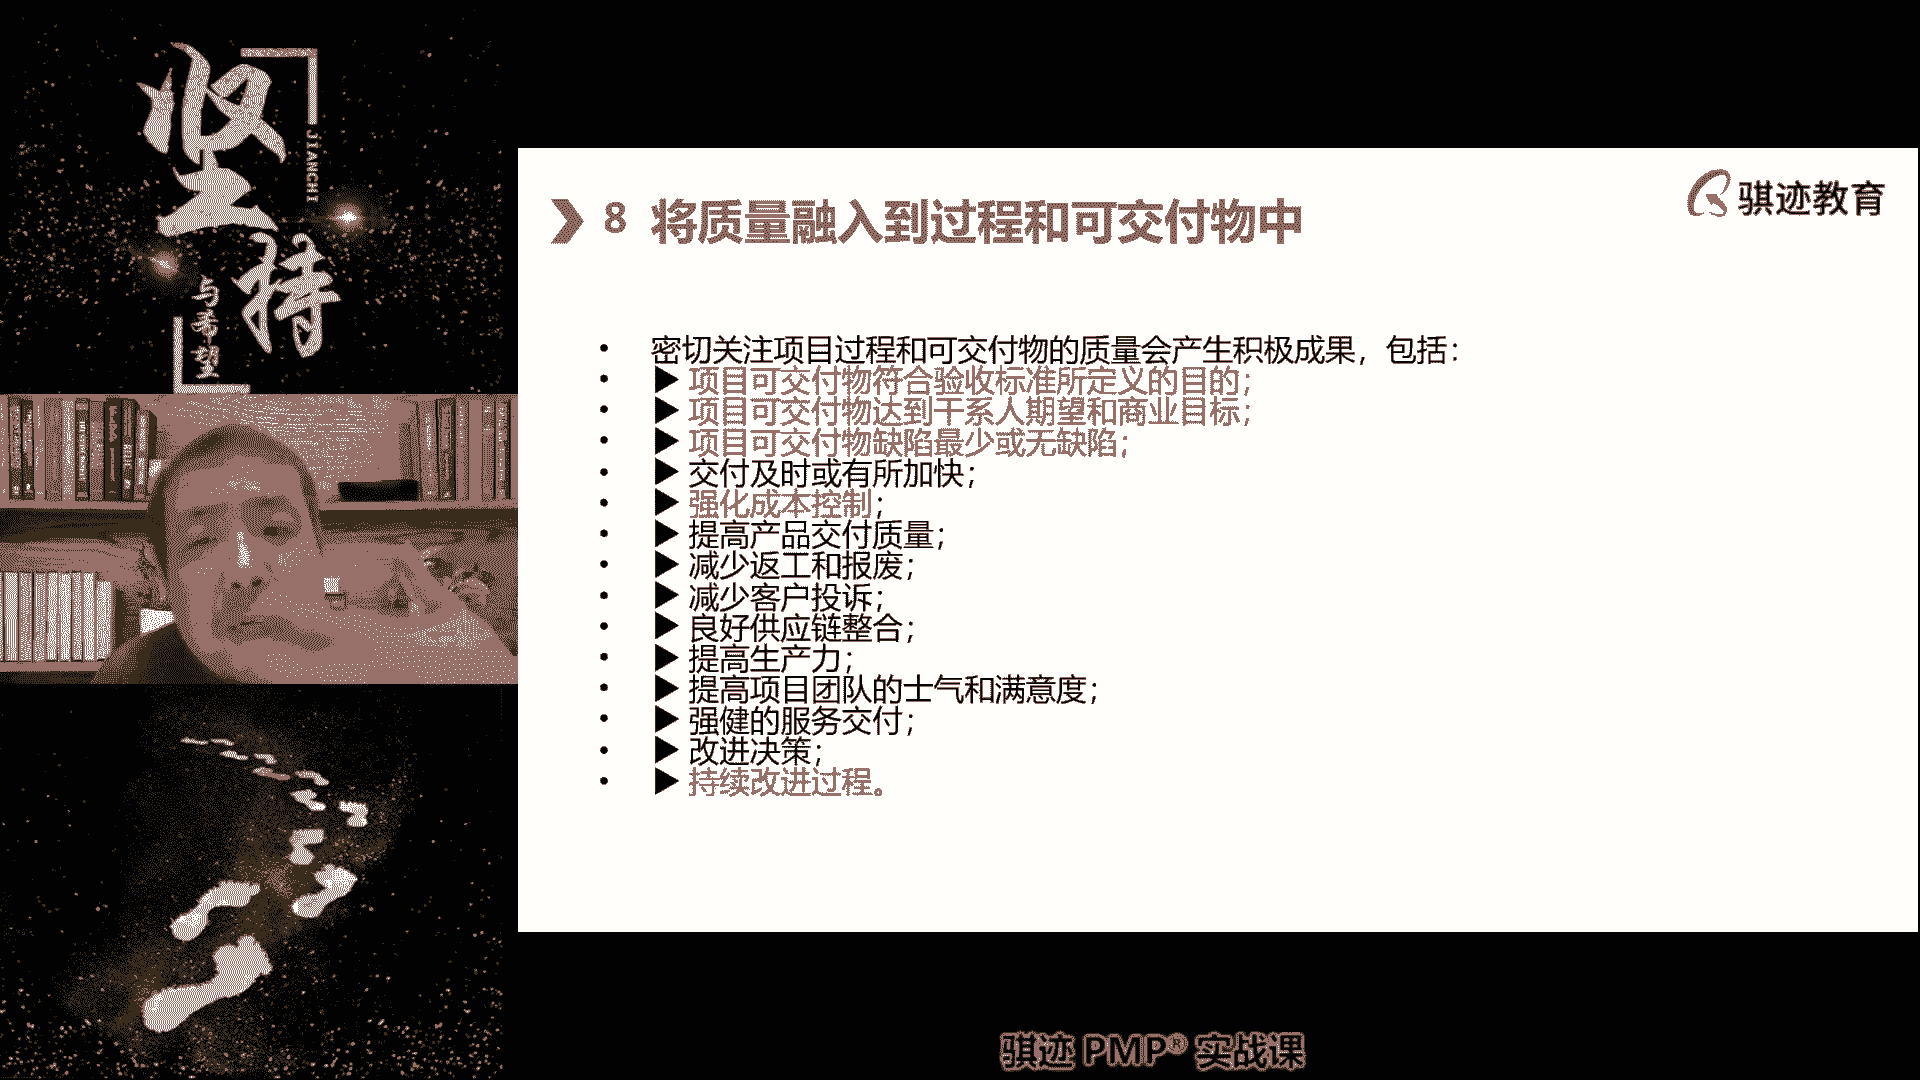 坚持
JIANCHI
与希望
骐迹教育
8 将质量融入到过程和可交付物中
• 密切关注项目过程和可交付物的质量会产生积极成果，包括：
• ▶ 项目可交付物符合验收标准所定义的目的；
• ▶ 项目可交付物达到干系人期望和商业目标；
• ▶ 项目可交付物缺陷最少或无缺陷；
• ▶ 交付及时或有所加快；
• ▶ 强化成本控制；
• ▶ 提高产品交付质量；
• ▶ 减少返工和报废；
• ▶ 减少客户投诉；
• ▶ 良好供应链整合；
• ▶ 提高生产力；
• ▶ 提高项目团队的士气和满意度；
• ▶ 强健的服务交付；
• ▶ 改进决策；
• ▶ 持续改进过程。
骐迹 PMP® 实战课